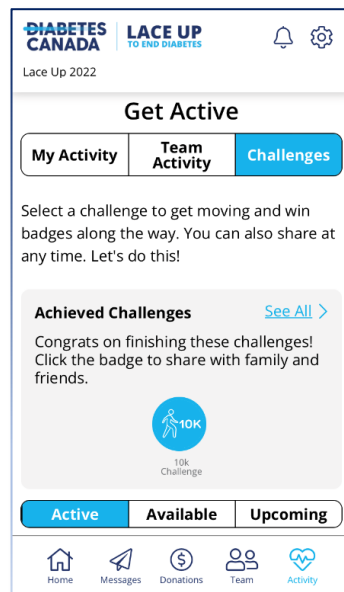 DIABETES
CANADA
LACE UP
TO END DIABETES
Lace Up 2022
Get Active
My Activity
Team
Activity
Challenges
Select a challenge to get moving and win
badges along the way. You can also share at
any time. Let's do this!
Achieved Challenges
See All >
Congrats on finishing these challenges!
Click the badge to share with family and
friends.
10K
10k
Challenge
Active
Available
Upcoming
Home
Messages
Donations
Team
Activity